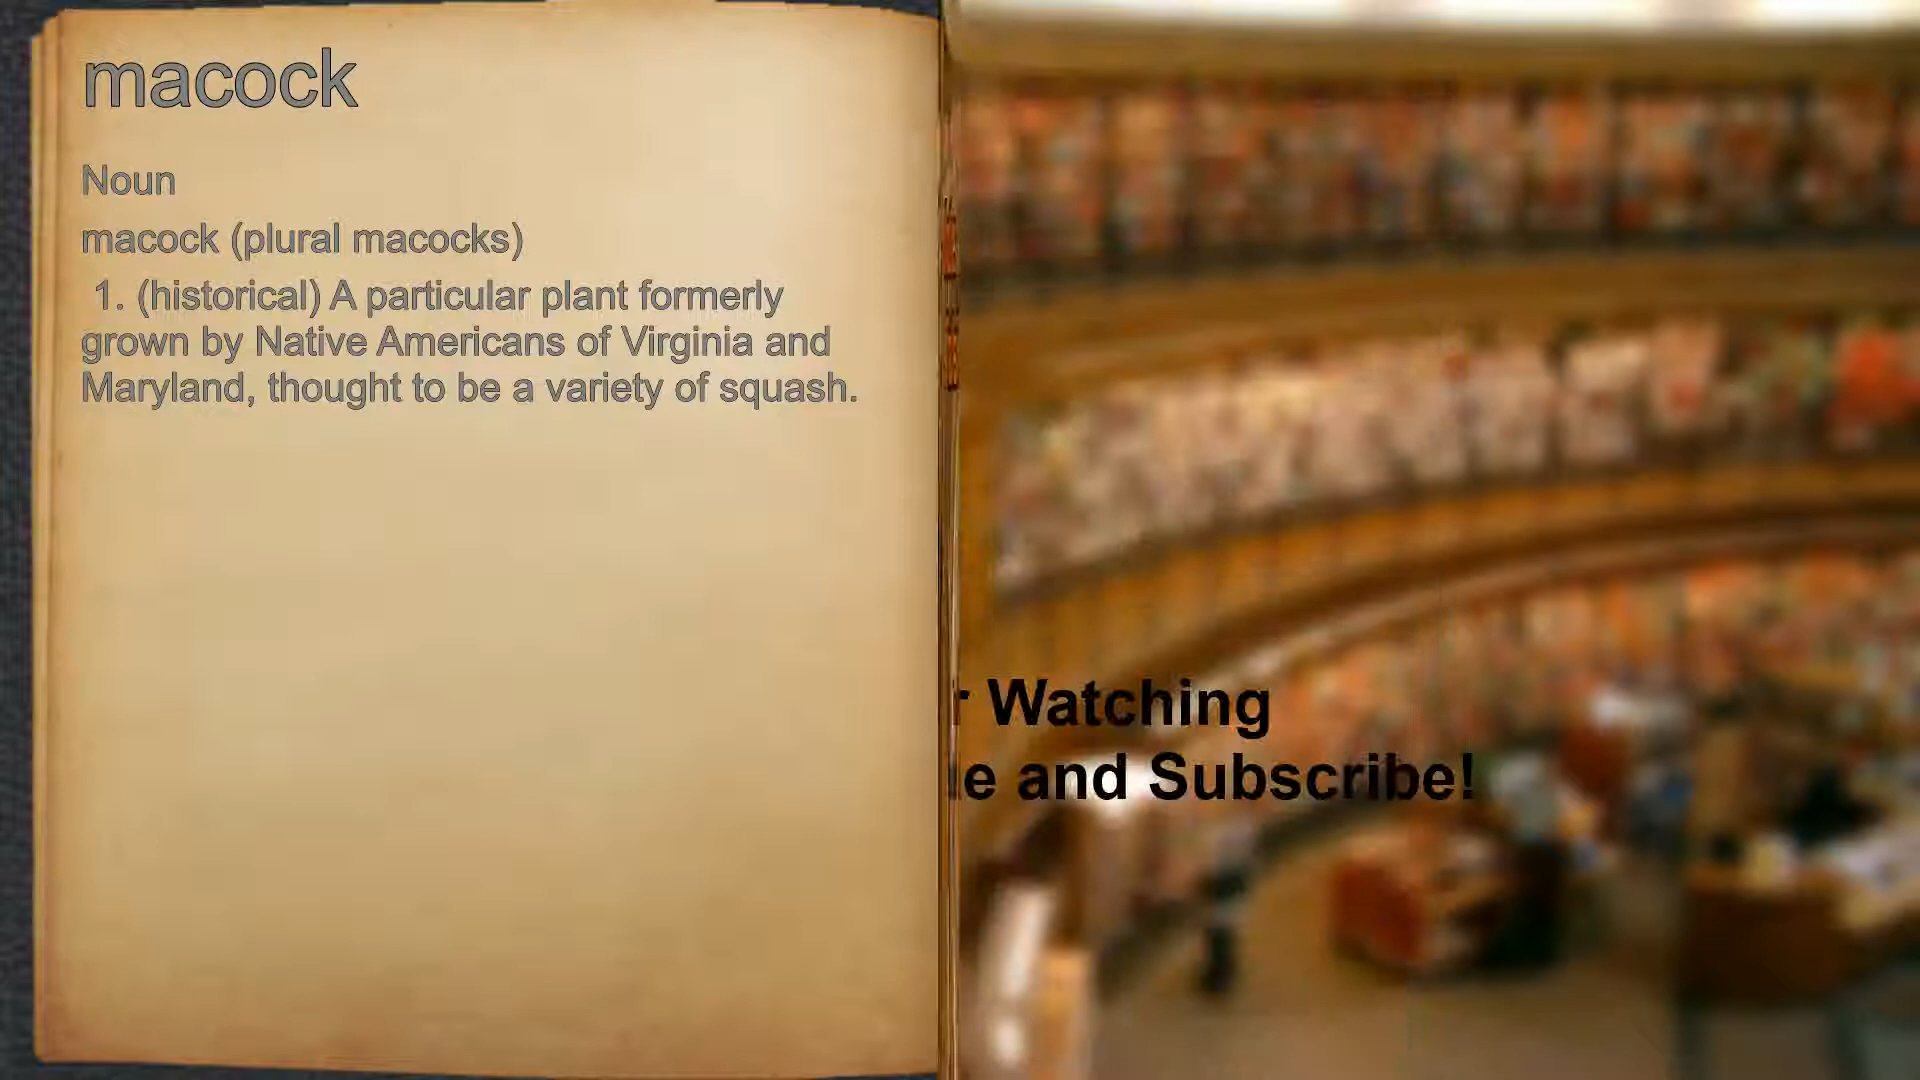 macock
Noun
macock (plural macocks)
1. (historical) A particular plant formerly
grown by Native Americans of Virginia and
Maryland, thought to be a variety of squash.
Watching
and Subscribe!